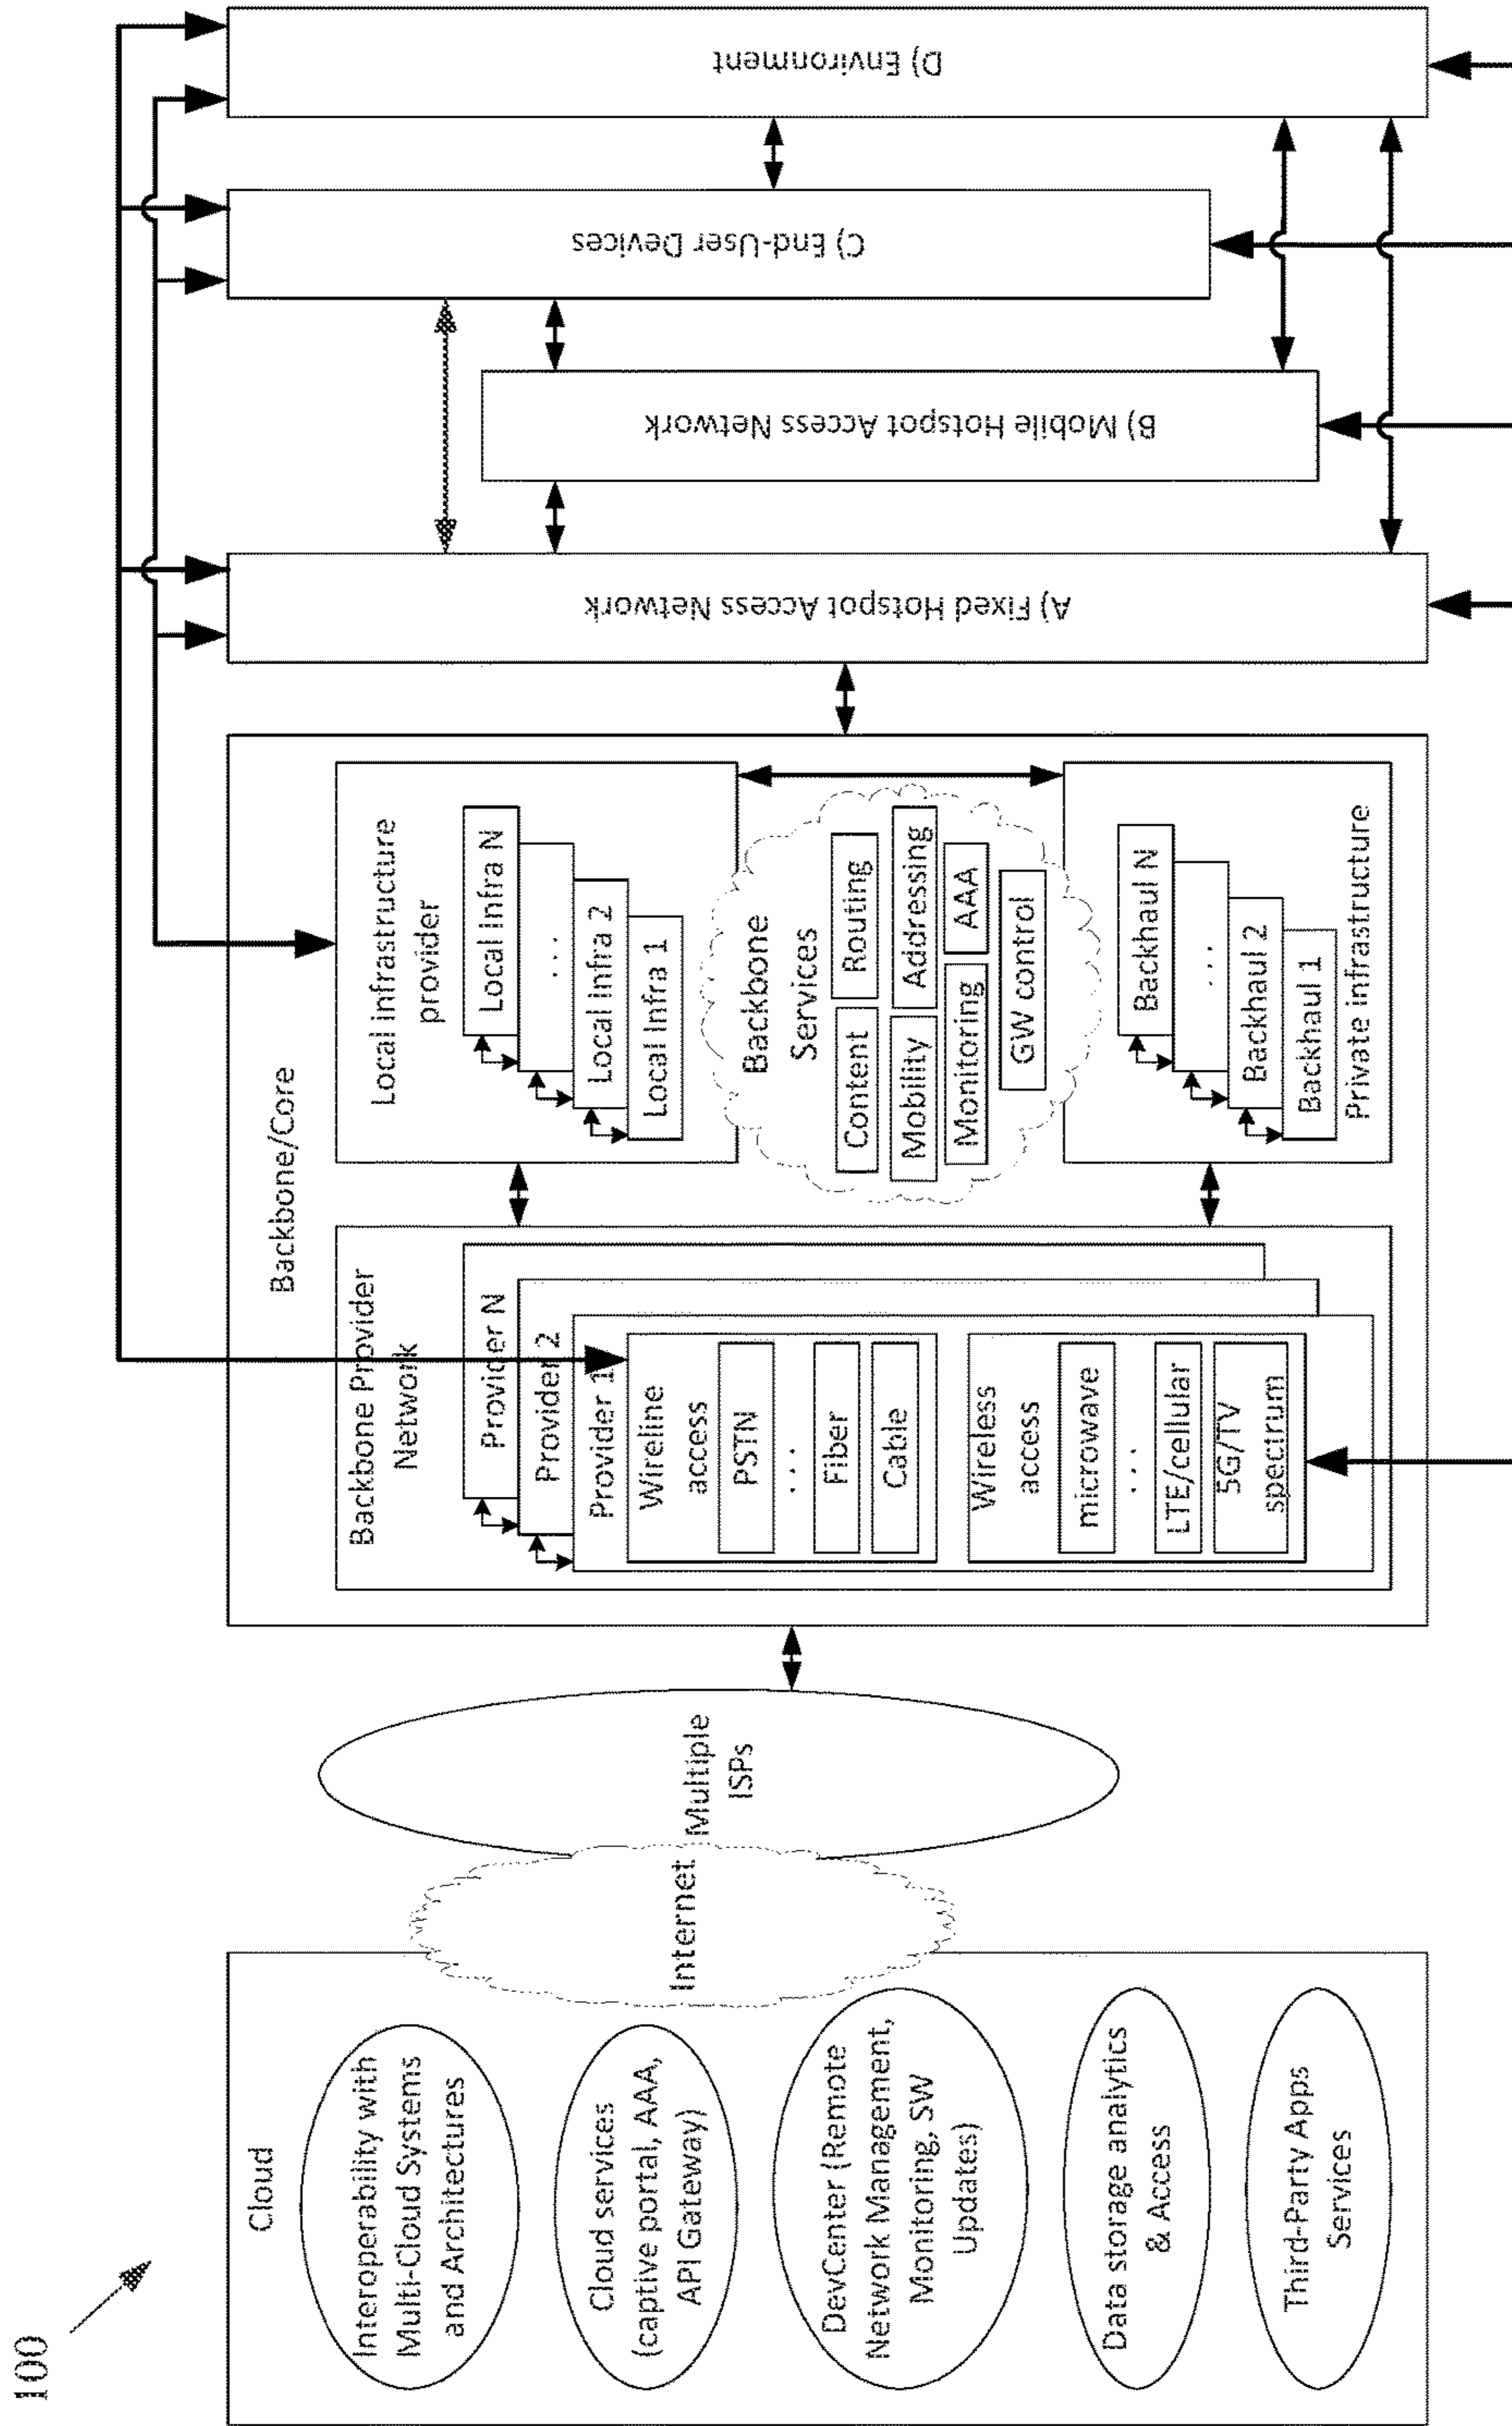 100
Cloud
Interoperability with
Multi-Cloud Systems
and Architectures
Cloud services
(captive portal, AAA,
API Gateway)
DevCenter (Remote
Network Management,
Monitoring, SW
Updates)
Data storage analytics
& Access
Third-Party Apps
Services
Internet
Multiple
ISPs
Backbone/Core
Backbone Provider
Network
Provider N
Provider 2
Provider 1
Wireline
access
PSTN
...
Fiber
Cable
Wireless
access
microwave
...
LTE/cellular
5G/TV
spectrum
Local infrastructure
provider
Local Infra N
...
Local Infra 2
Local Infra 1
Backbone
Services
Content
Routing
Mobility
Addressing
Monitoring
AAA
GW control
Backhaul N
...
Backhaul 2
Backhaul 1
Private infrastructure
A) Fixed Hotspot Access Network
B) Mobile Hotspot Access Network
C) End-User Devices
D) Environment